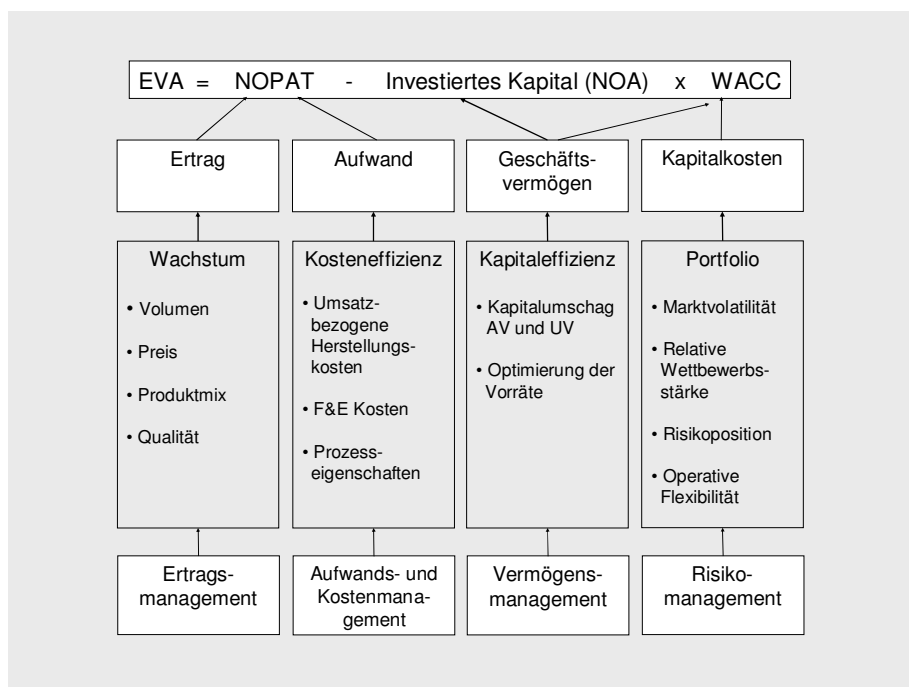 EVA = NOPAT - Investiertes Kapital (NOA) x WACC
Ertrag
Aufwand
Geschäfts-
vermögen
Kapitalkosten
Wachstum
• Volumen
• Preis
• Produktmix
• Qualität
Kosteneffizienz
• Umsatz-
bezogene
Herstellungs-
kosten
• F&E Kosten
• Prozess-
eigenschaften
Kapitaleffizienz
• Kapitalumschag
AV und UV
• Optimierung der
Vorräte
Portfolio
• Marktvolatilität
• Relative
Wettbewerbs-
stärke
• Risikoposition
• Operative
Flexibilität
Ertrags-
management
Aufwands- und
Kostenmana-
gement
Vermögens-
management
Risiko-
management